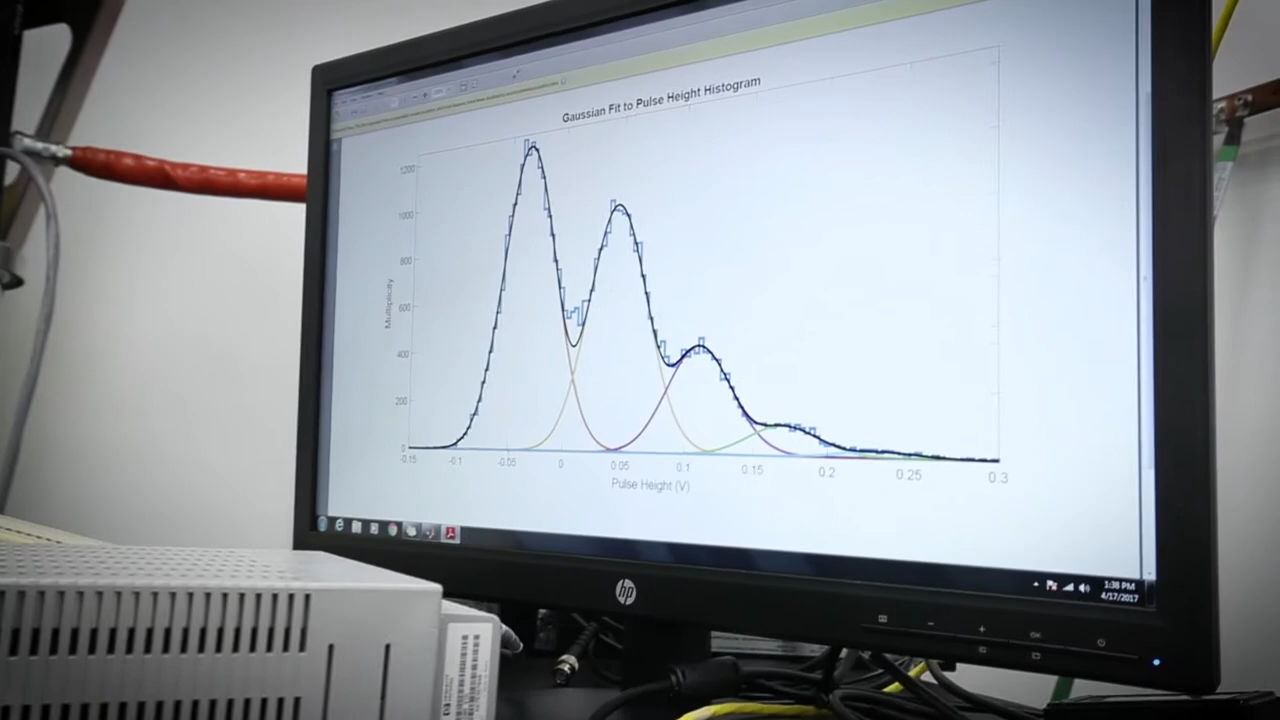 Gaussian Fit to Pulse Height Histogram
1200
1000
800
600
400
200
0
Multiplicity
-0.15 -0.1 -0.05 0 0.05 0.1 0.15 0.2 0.25 0.3
Pulse Height (V)
1:38 PM
4/17/2017
hp